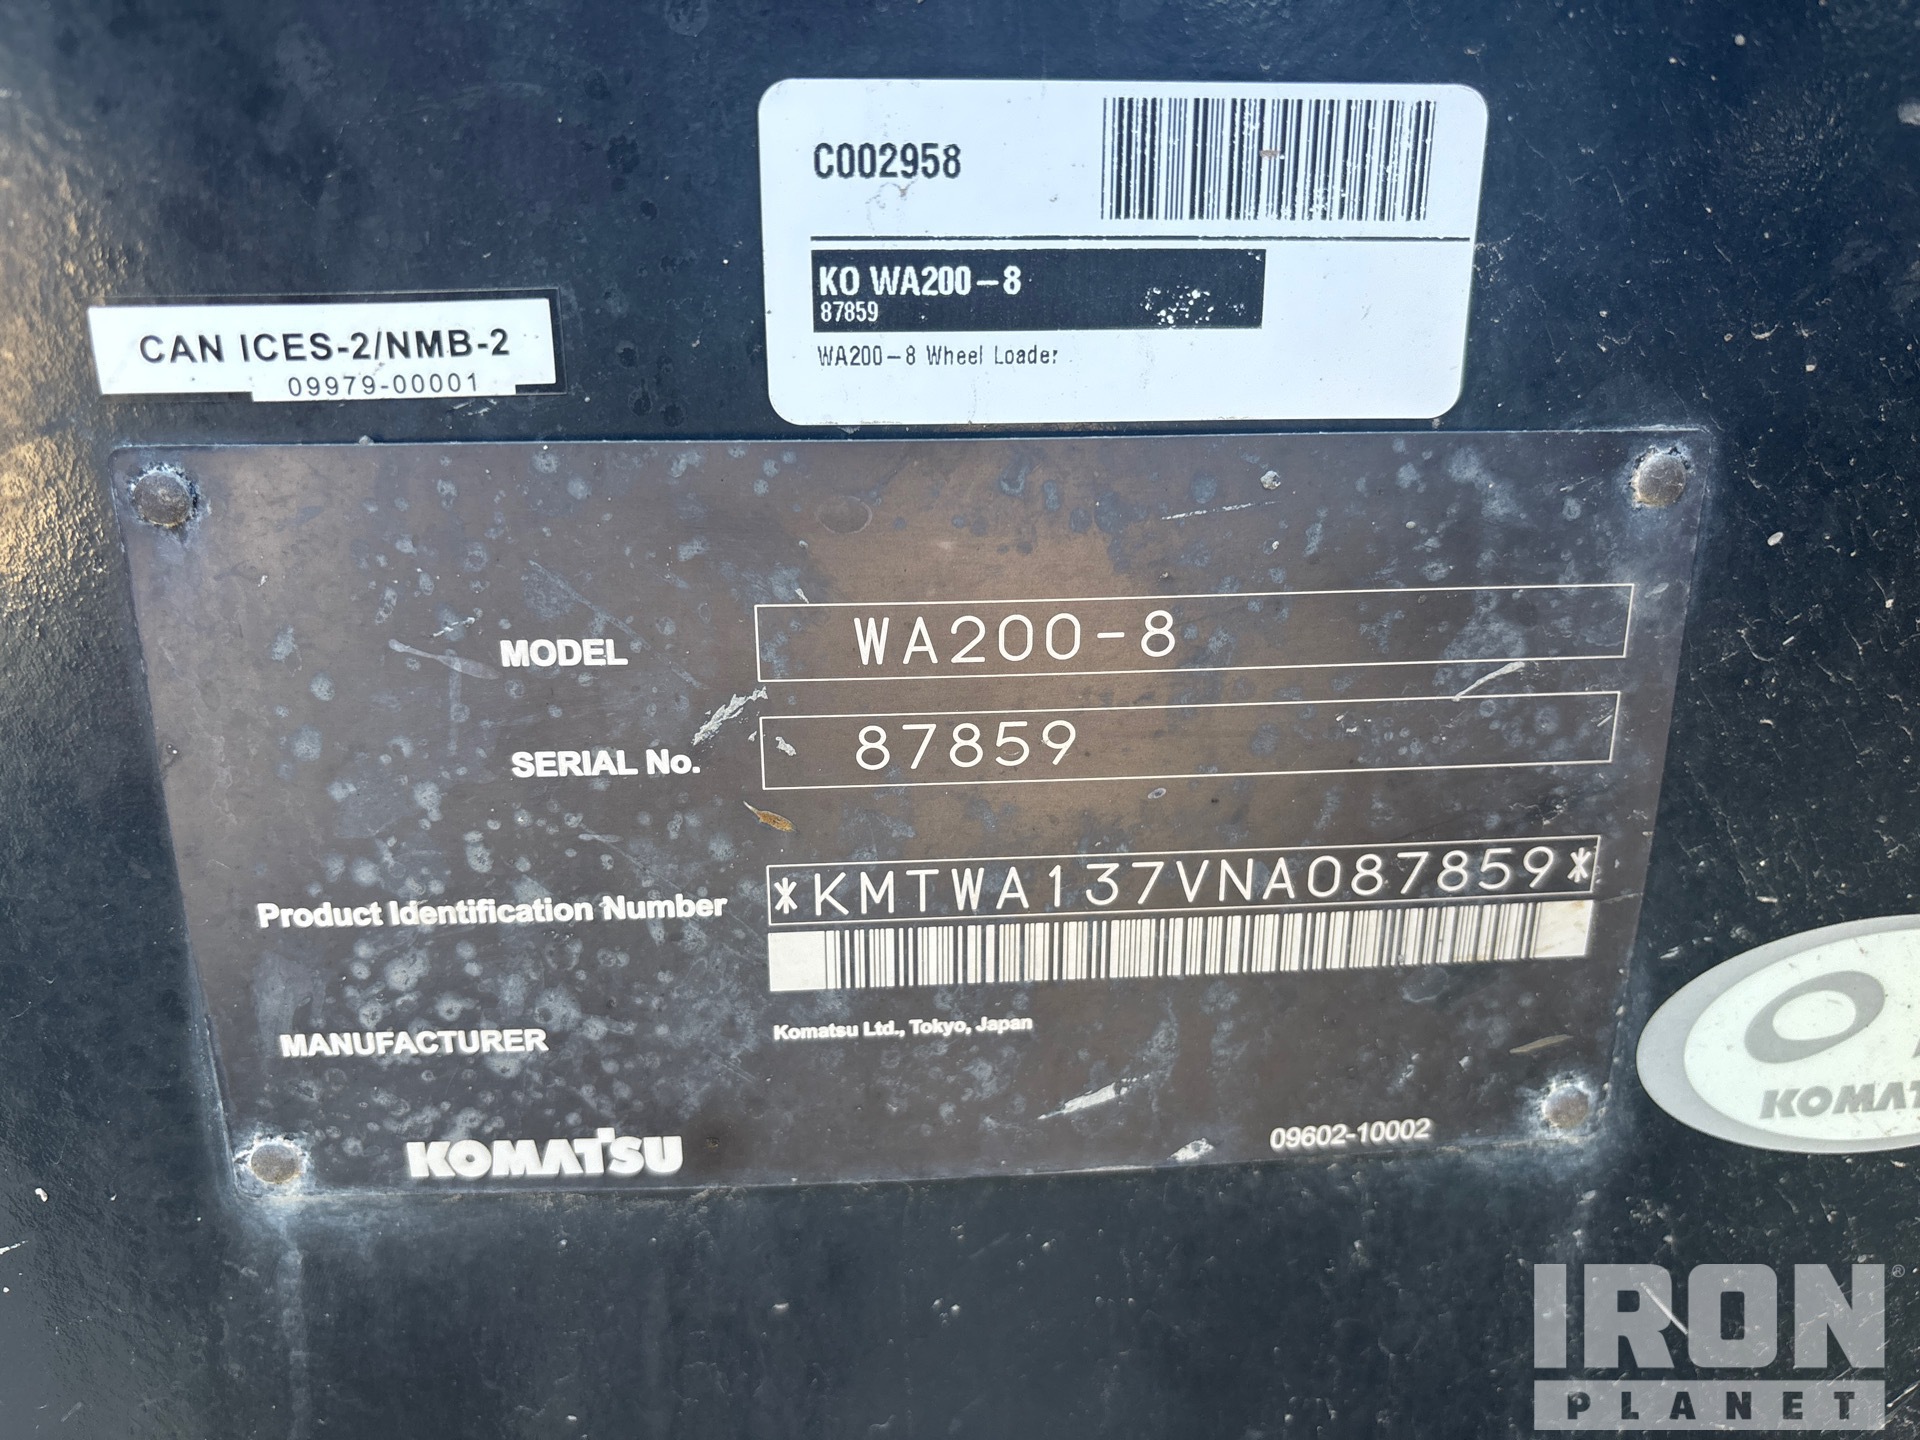 C002958
KO WA200-8
87859
WA200-8 Wheel Loader
CAN ICES-2/NMB-2
09979-00001
MODEL WA200-8
SERIAL No. 87859
Product Identification Number *KMTWA137VNA087859*
MANUFACTURER Komatsu Ltd., Tokyo, Japan
KOMATSU 09602-10002
KOMAT
IRON
PLANET